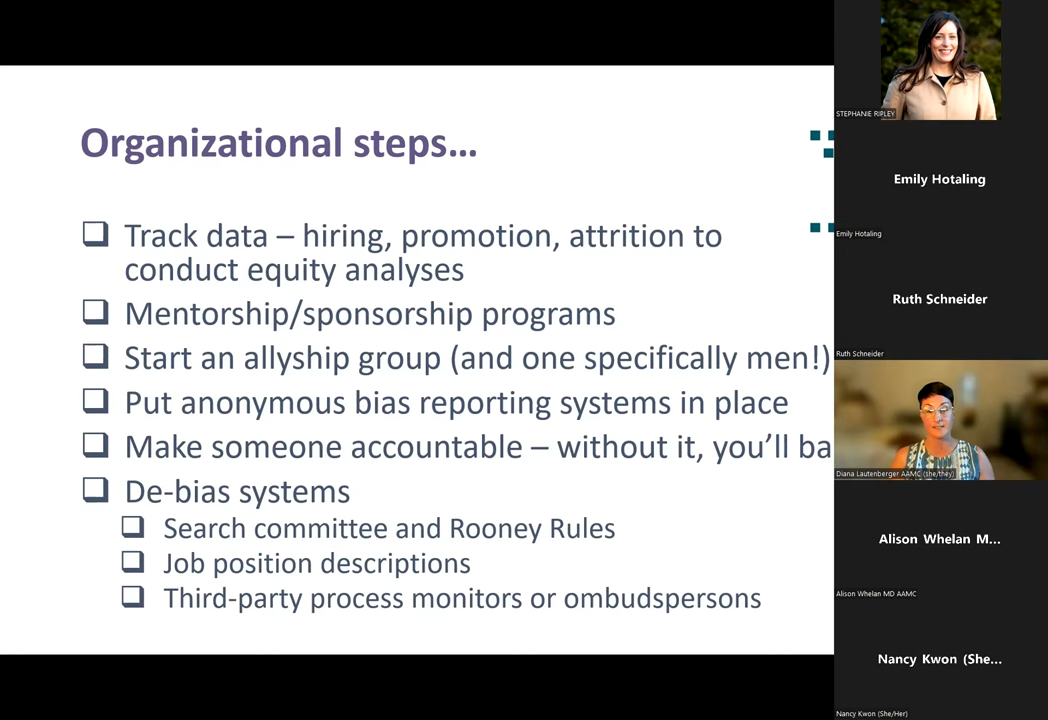 Organizational steps...
Track data – hiring, promotion, attrition to
conduct equity analyses
Mentorship/sponsorship programs
Start an allyship group (and one specifically men!)
Put anonymous bias reporting systems in place
Make someone accountable – without it, you'll ba
De-bias systems
Search committee and Rooney Rules
Job position descriptions
Third-party process monitors or ombudspersons
STEPHANIE RIPLEY
Emily Hotaling
Emily Hotaling
Ruth Schneider
Ruth Schneider
Diana Lautenberger AAMC (she/they)
Alison Whelan M...
Alison Whelan MD AAMC
Nancy Kwon (She...
Nancy Kwon (She/Her)